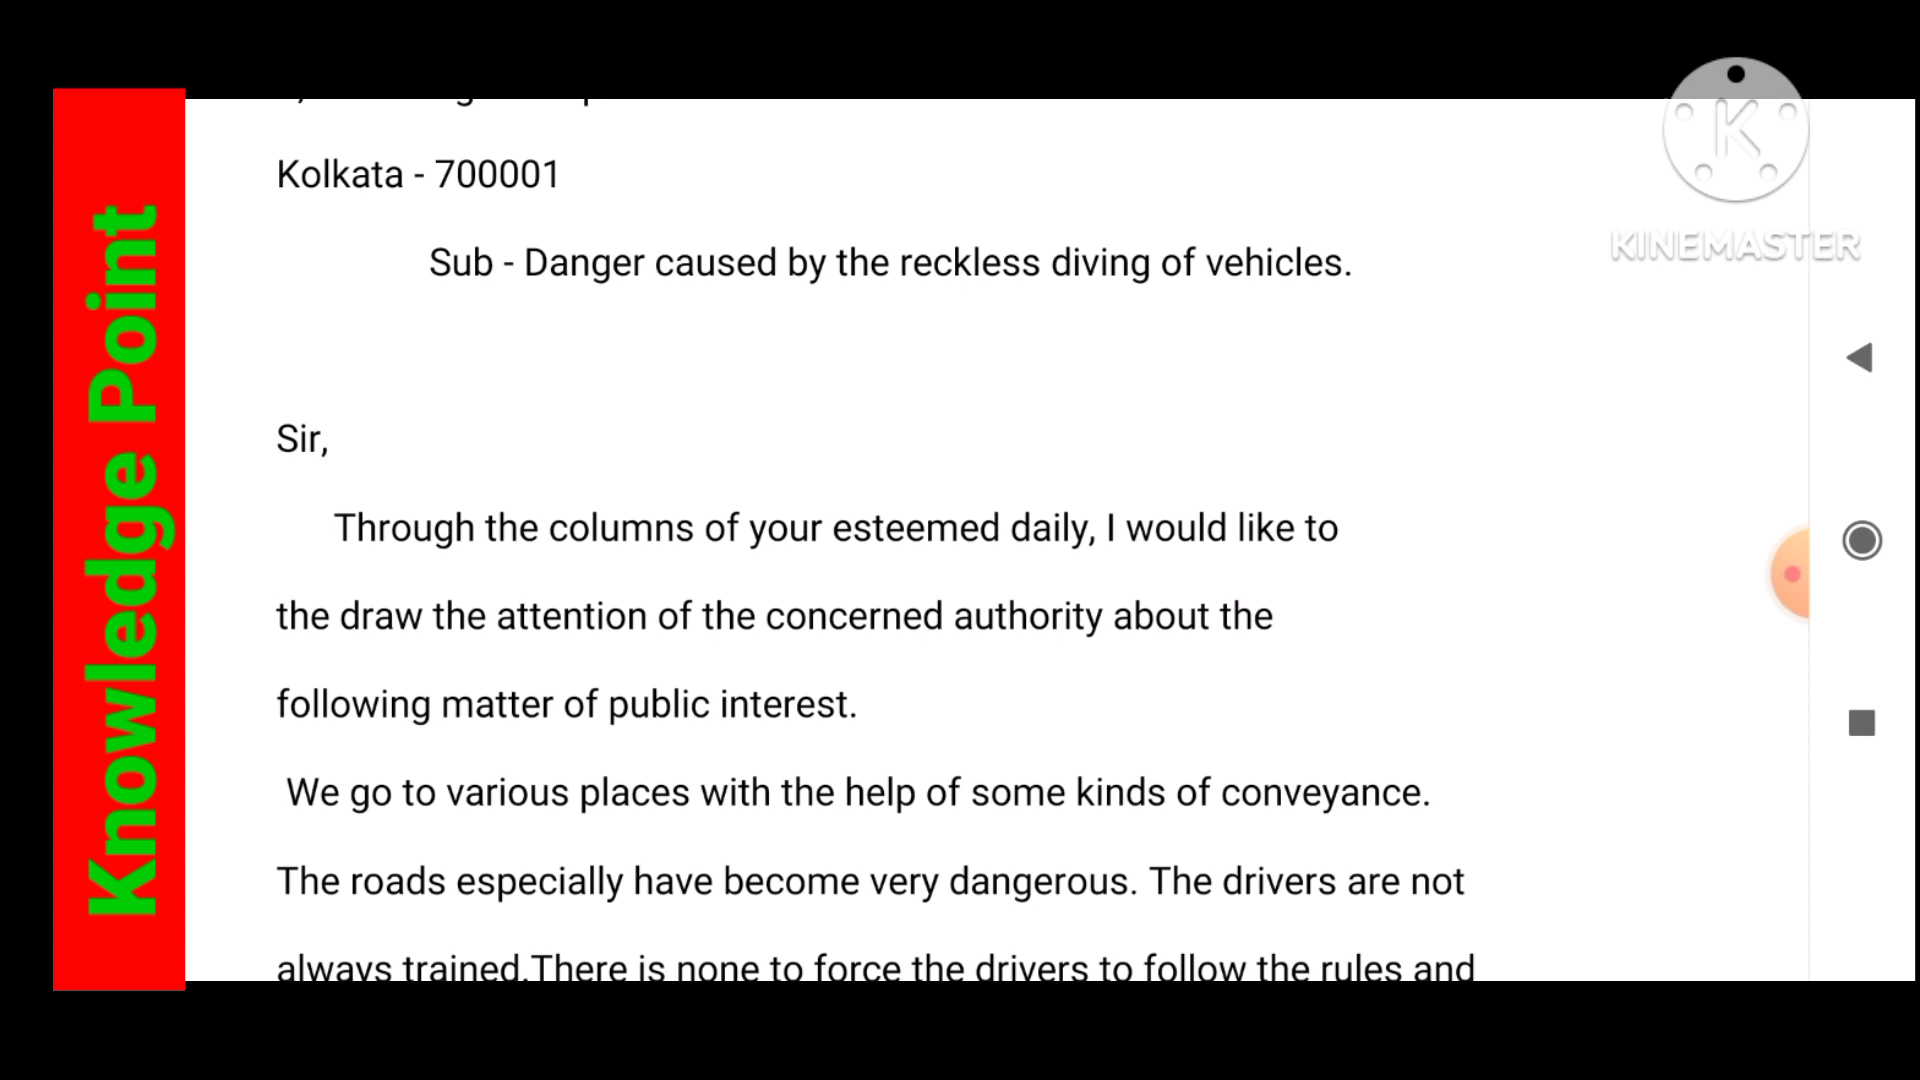 Kolkata - 700001
Sub - Danger caused by the reckless diving of vehicles.
Sir,
Through the columns of your esteemed daily, I would like to
the draw the attention of the concerned authority about the
following matter of public interest.
We go to various places with the help of some kinds of conveyance.
The roads especially have become very dangerous. The drivers are not
always trained.There is none to force the drivers to follow the rules and
Knowledge Point
K
KINEMASTER